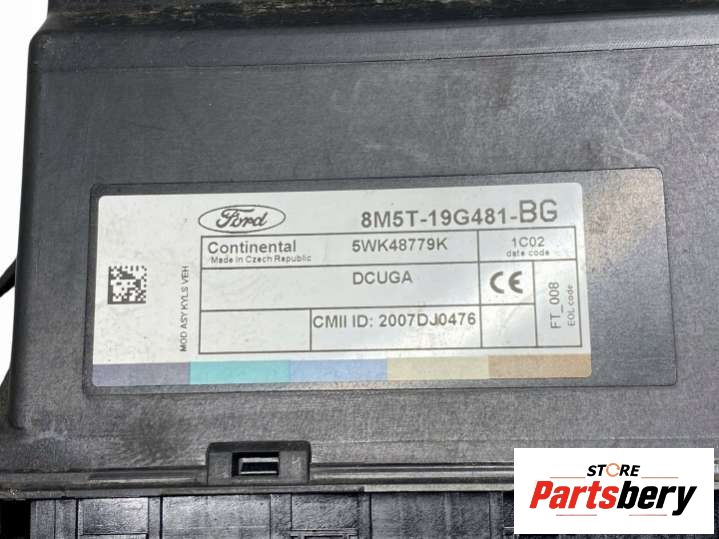 Ford
8M5T-19G481-BG
Continental
Made in Czech Republic
5WK48779K
1C02
date code
DCUGA
CMII ID: 2007DJ0476
CE
FT_008
EOL code
MOD ASY KYLS VEH
STORE
Partsbery